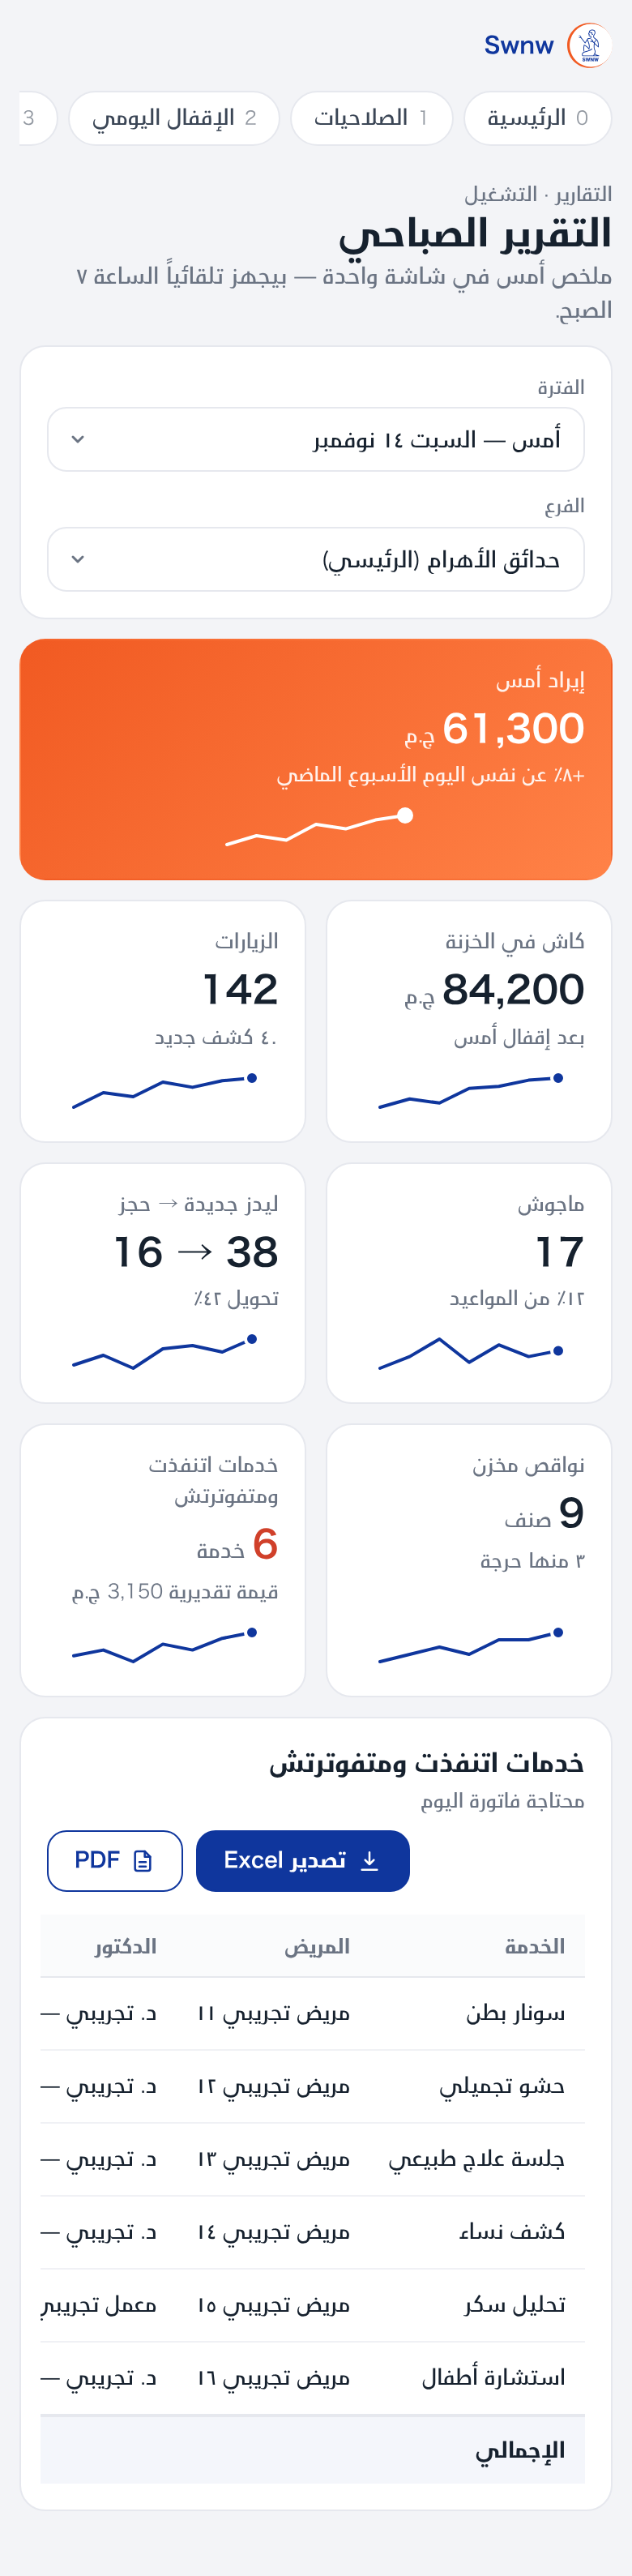 SWNW
Swnw
0 الرئيسية
1 الصلاحيات
2 الإقفال اليومي
3
التقارير · التشغيل
التقرير الصباحي
ملخص أمس في شاشة واحدة — بيجهز تلقائياً الساعة ٧
الصبح.
الفترة
أمس — السبت ١٤ نوفمبر
الفرع
حدائق الأهرام (الرئيسي)
إيراد أمس
61,300 ج.م
+٨٪ عن نفس اليوم الأسبوع الماضي
كاش في الخزنة
84,200 ج.م
بعد إقفال أمس
الزيارات
142
٤٠ كشف جديد
ماجوش
17
١٢٪ من المواعيد
ليدز جديدة → حجز
38 → 16
تحويل ٤٢٪
نواقص مخزن
9 صنف
٣ منها حرجة
خدمات اتنفذت
ومتفوترتش
6 خدمة
قيمة تقديرية 3,150 ج.م
خدمات اتنفذت ومتفوترتش
محتاجة فاتورة اليوم
تصدير Excel
PDF
الخدمة المريض الدكتور
سونار بطن مريض تجريبي ١١ د. تجريبي —
حشو تجميلي مريض تجريبي ١٢ د. تجريبي —
جلسة علاج طبيعي مريض تجريبي ١٣ د. تجريبي —
كشف نساء مريض تجريبي ١٤ د. تجريبي —
تحليل سكر مريض تجريبي ١٥ معمل تجريبي
استشارة أطفال مريض تجريبي ١٦ د. تجريبي —
الإجمالي